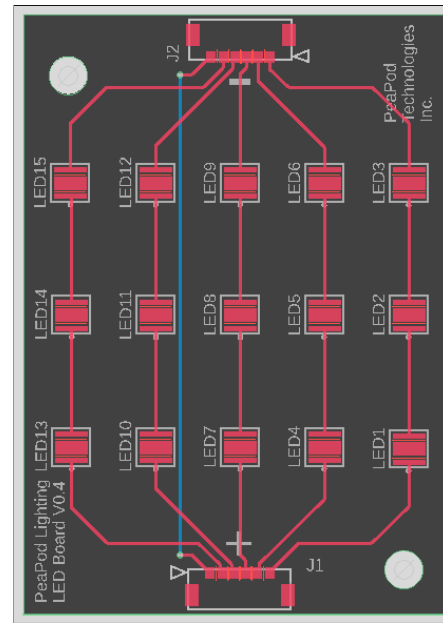 J2
PeaPod
Technologies
Inc.
LED15
LED12
LED9
LED6
LED3
LED14
LED11
LED8
LED5
LED2
LED13
LED10
LED7
LED4
LED1
PeaPod Lighting
LED Board V0.4
J1